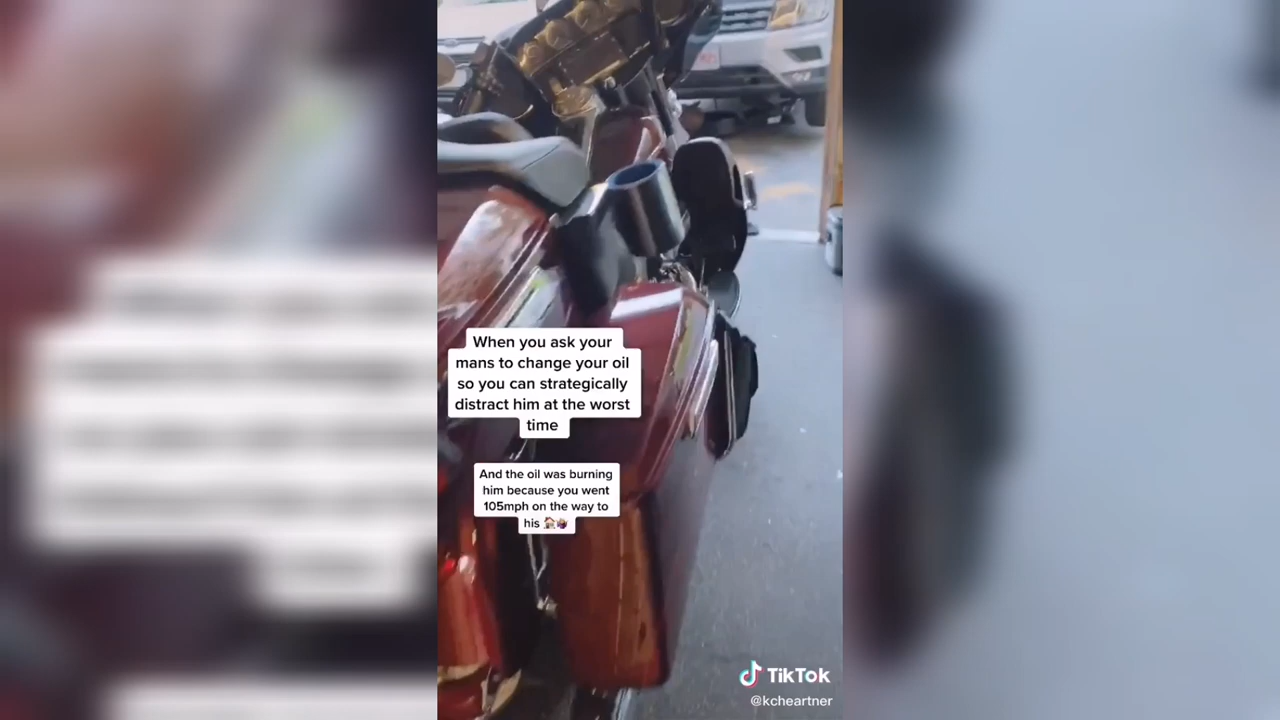 When you ask your
mans to change your oil
so you can strategically
distract him at the worst
time
And the oil was burning
him because you went
105mph on the way to
his 🏠🤷🏽‍♀️
TikTok
@kcheartner